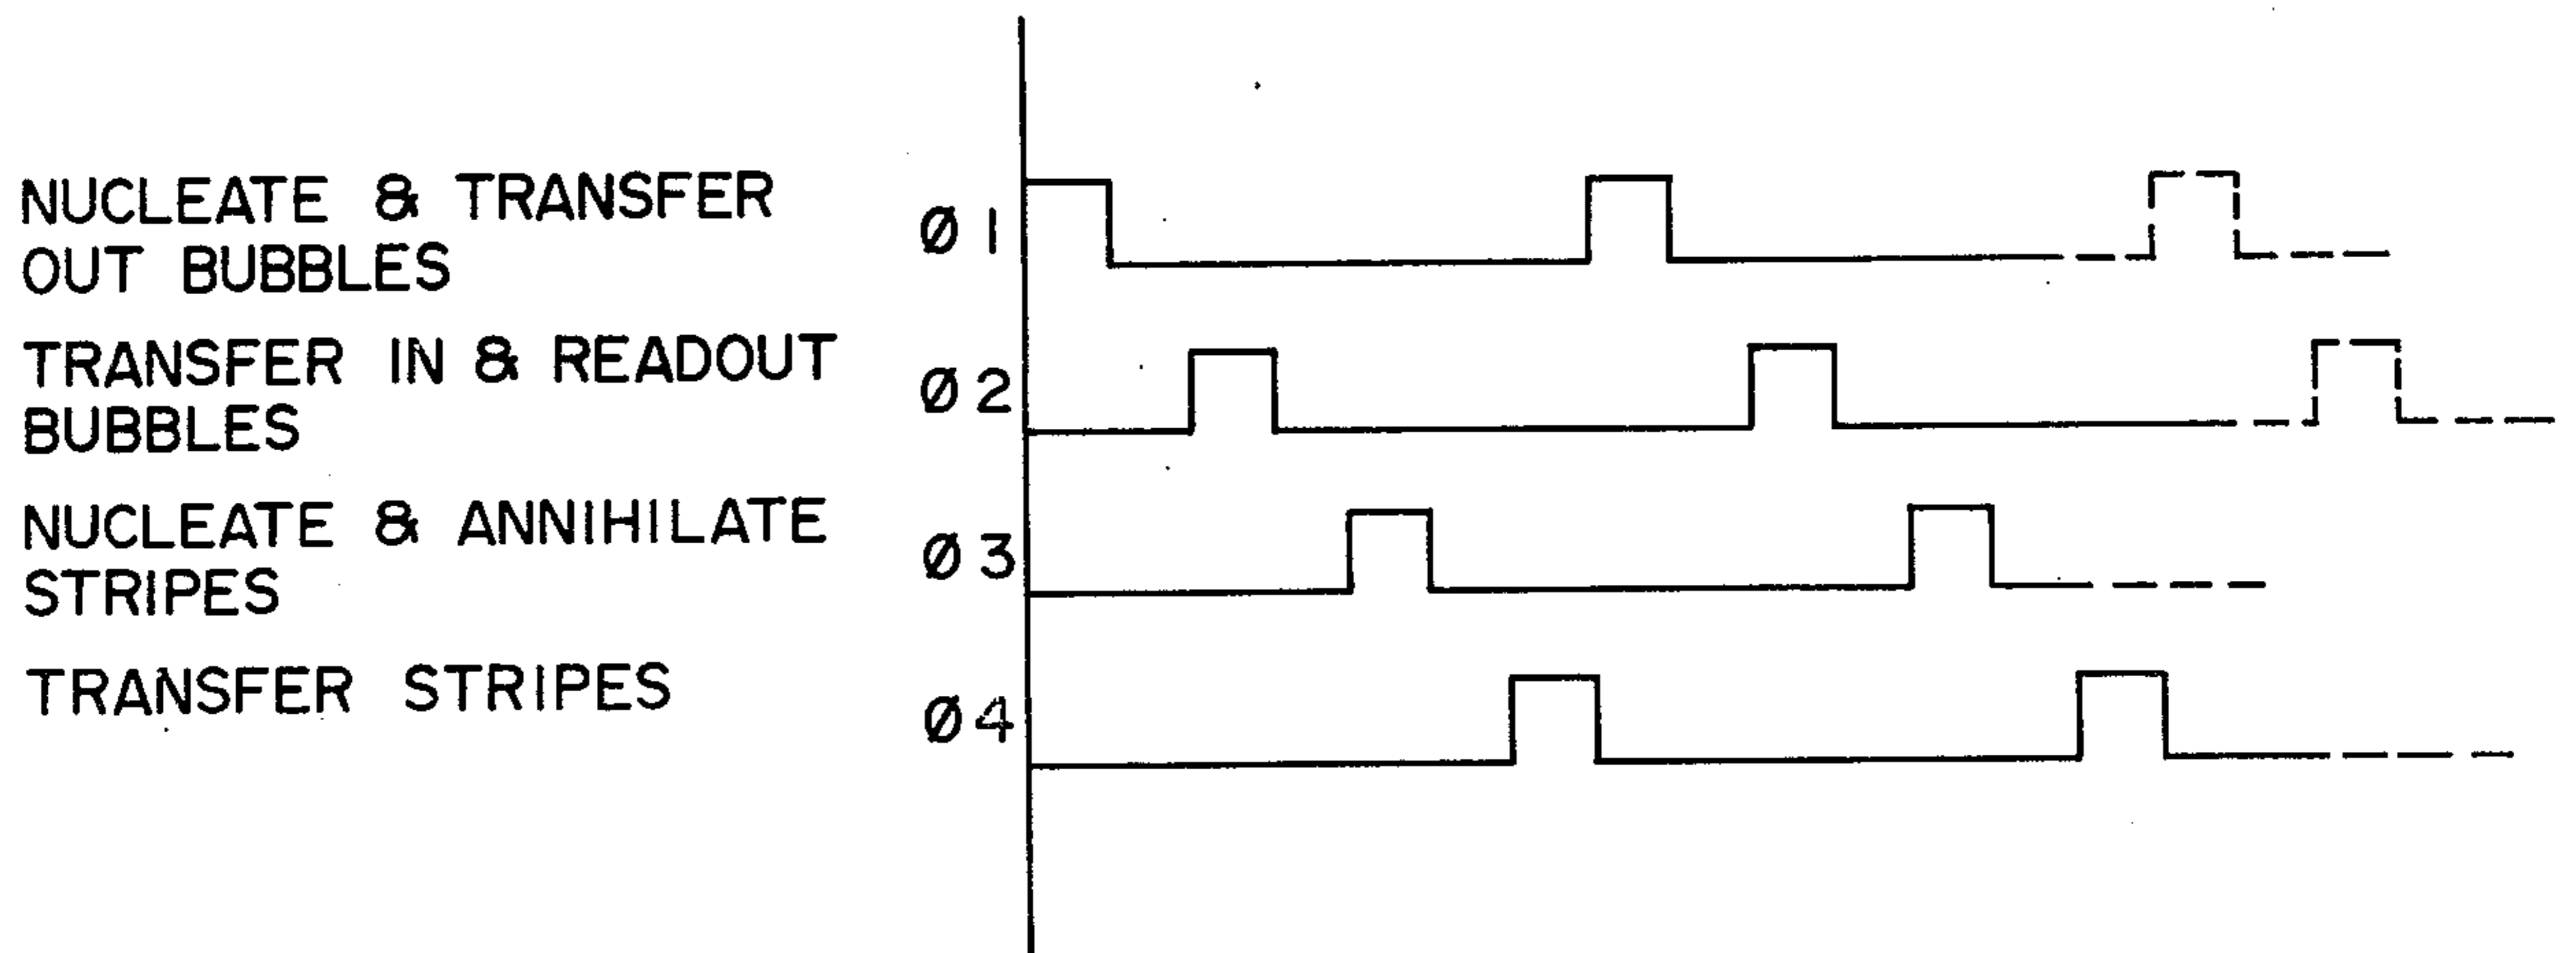 NUCLEATE & TRANSFER
OUT BUBBLES
Ø1
TRANSFER IN & READOUT
BUBBLES
Ø2
NUCLEATE & ANNIHILATE
STRIPES
Ø3
TRANSFER STRIPES
Ø4